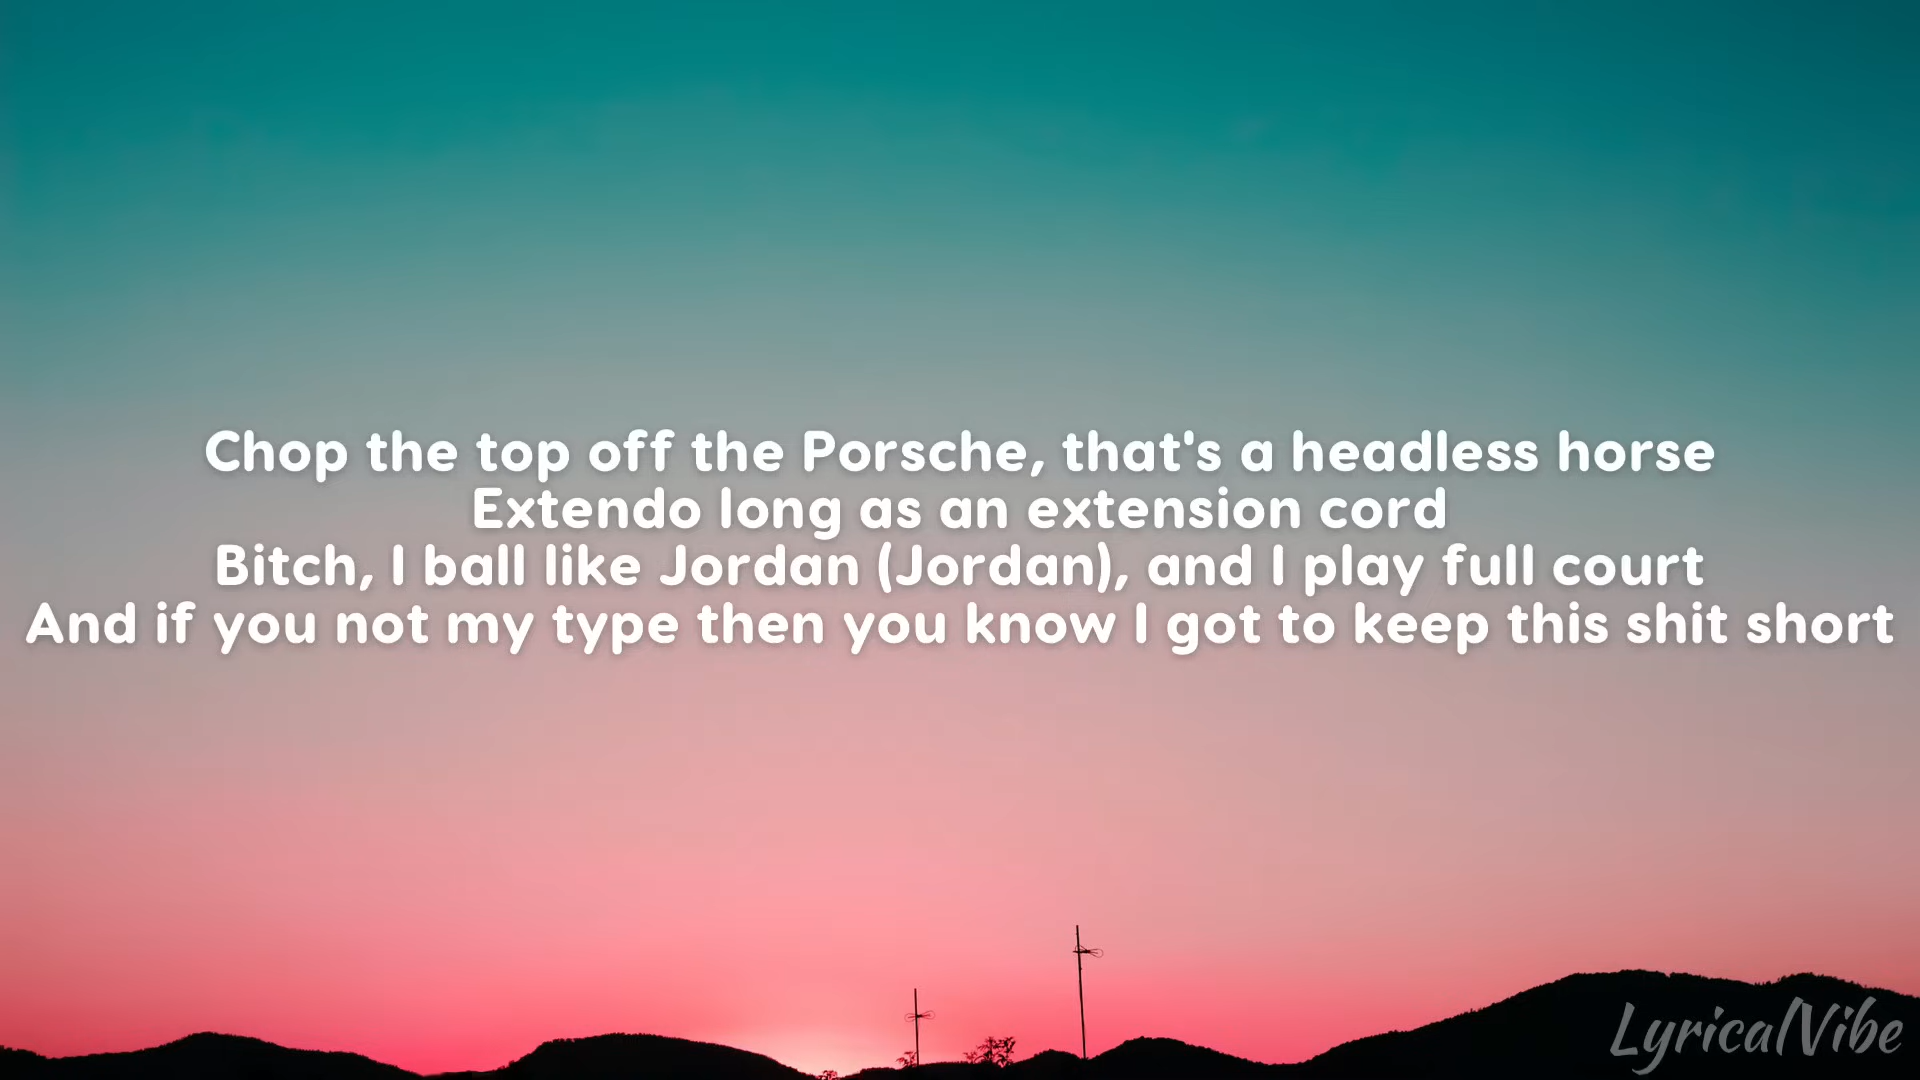 Chop the top off the Porsche, that's a headless horse
Extendo long as an extension cord
Bitch, I ball like Jordan (Jordan), and I play full court
And if you not my type then you know I got to keep this shit short
LyricalVibe